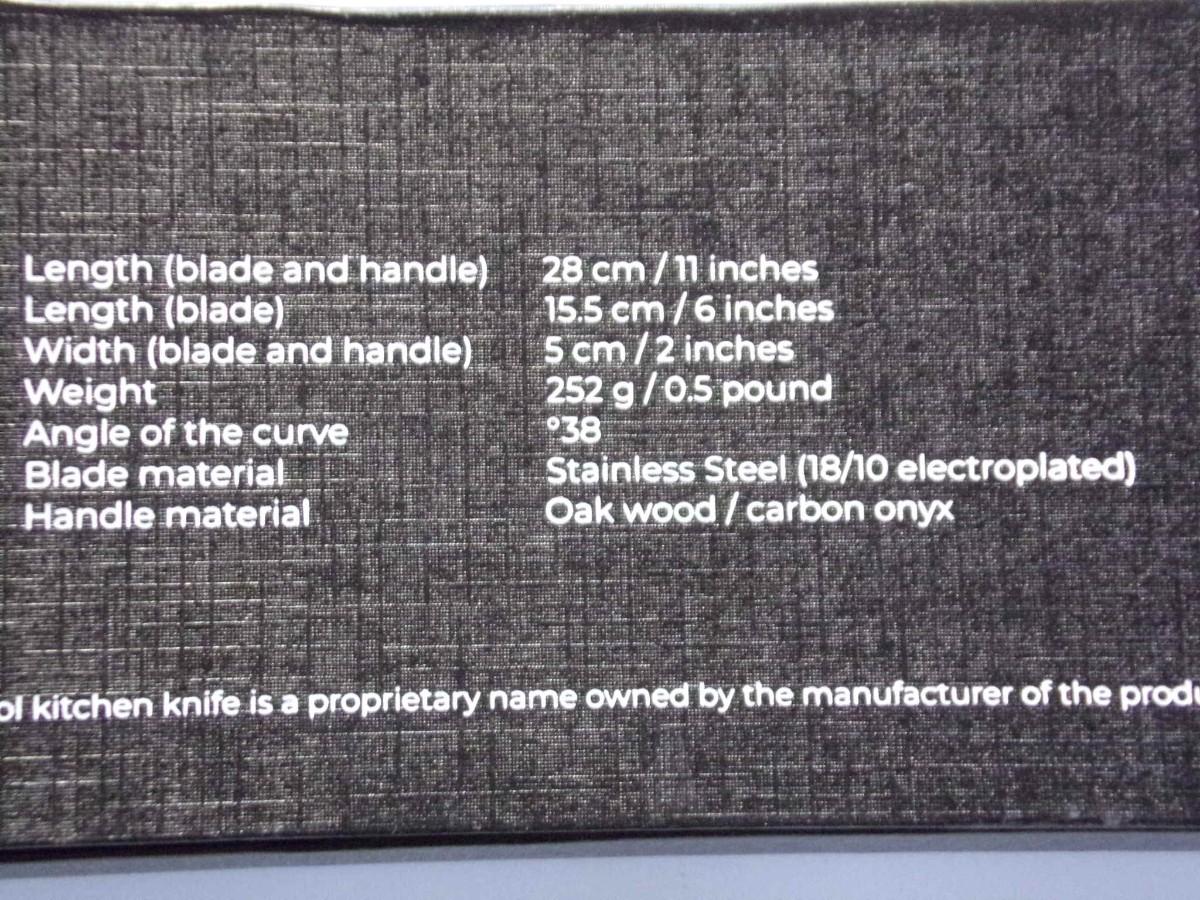 Length (blade and handle) 28 cm / 11 inches
Length (blade) 15.5 cm / 6 inches
Width (blade and handle) 5 cm / 2 inches
Weight 252 g / 0.5 pound
Angle of the curve °38
Blade material Stainless Steel (18/10 electroplated)
Handle material Oak wood / carbon onyx
kitchen knife is a proprietary name owned by the manufacturer of the